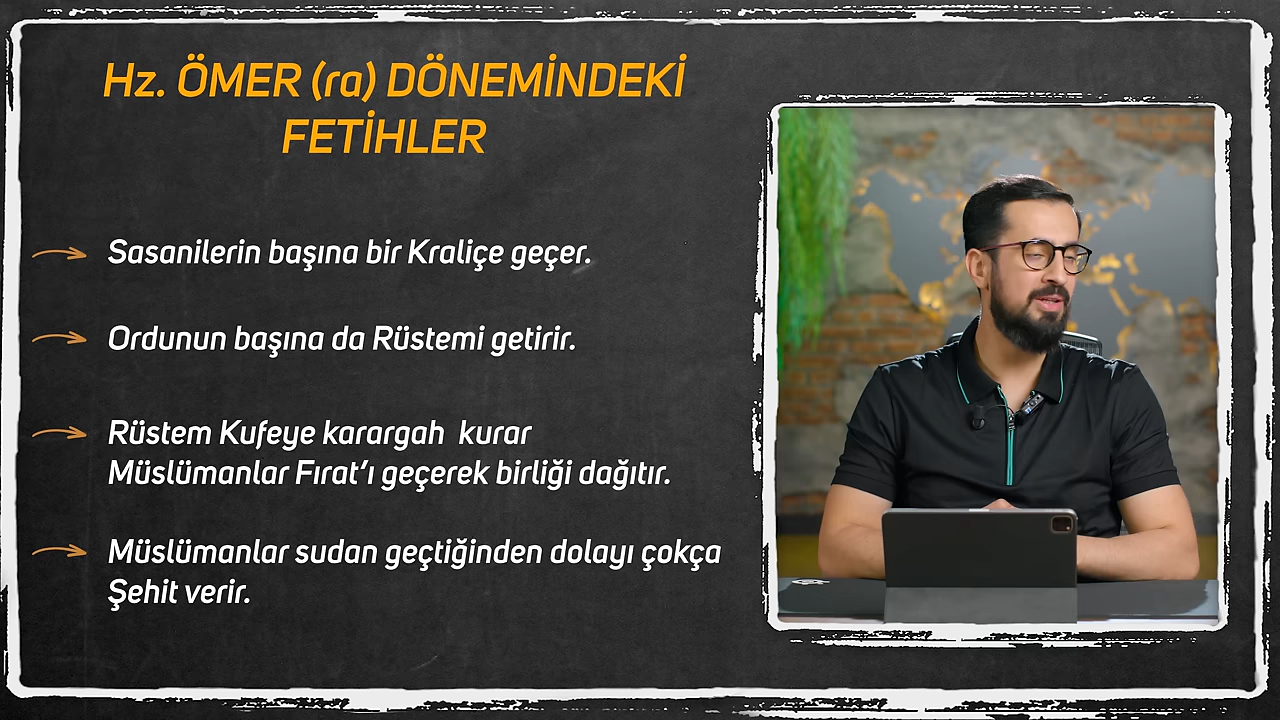 Hz. ÖMER (ra) DÖNEMİNDEKİ
FETİHLER
Sasanilerin başına bir Kraliçe geçer.
Ordunun başına da Rüstemi getirir.
Rüstem Kufeye karargah  kurar
Müslümanlar Fırat’ı geçerek birliği dağıtır.
Müslümanlar sudan geçtiğinden dolayı çokça
Şehit verir.